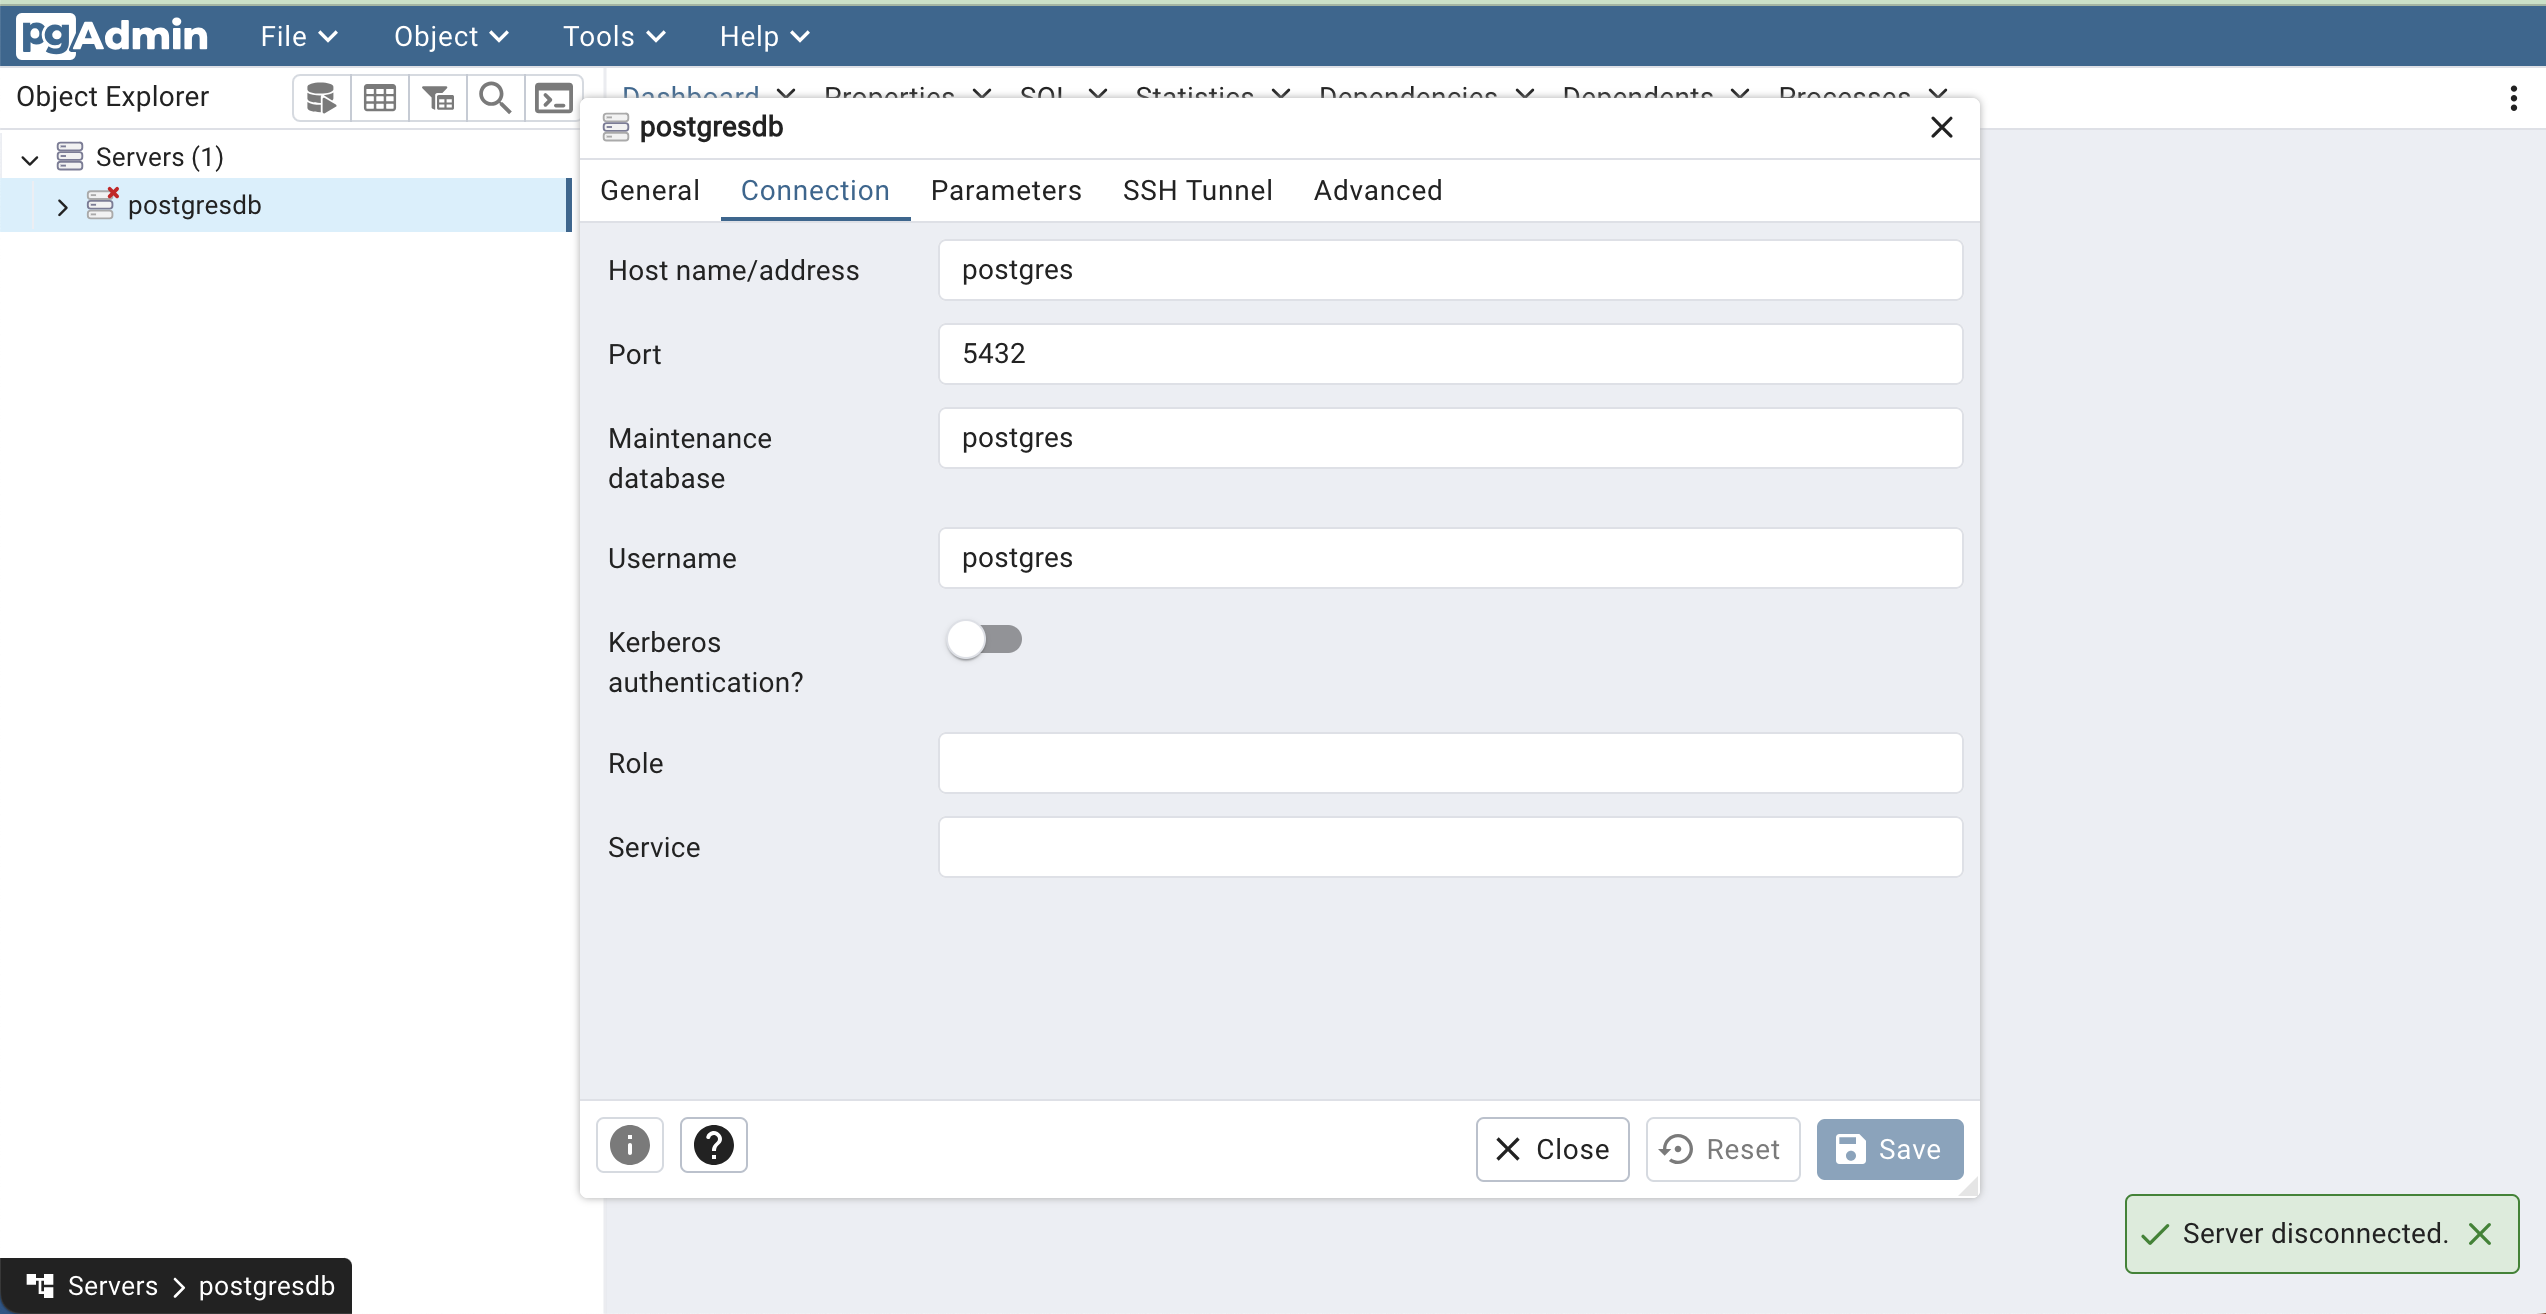 pgAdmin File Object Tools Help
Object Explorer
Dashboard Properties SQL Statistics Dependencies Dependents Processes
Servers (1)
postgresdb
postgresdb
General Connection Parameters SSH Tunnel Advanced
Host name/address postgres
Port 5432
Maintenance
database
postgres
Username postgres
Kerberos
authentication?
Role
Service
Close Reset Save
Server disconnected.
Servers > postgresdb